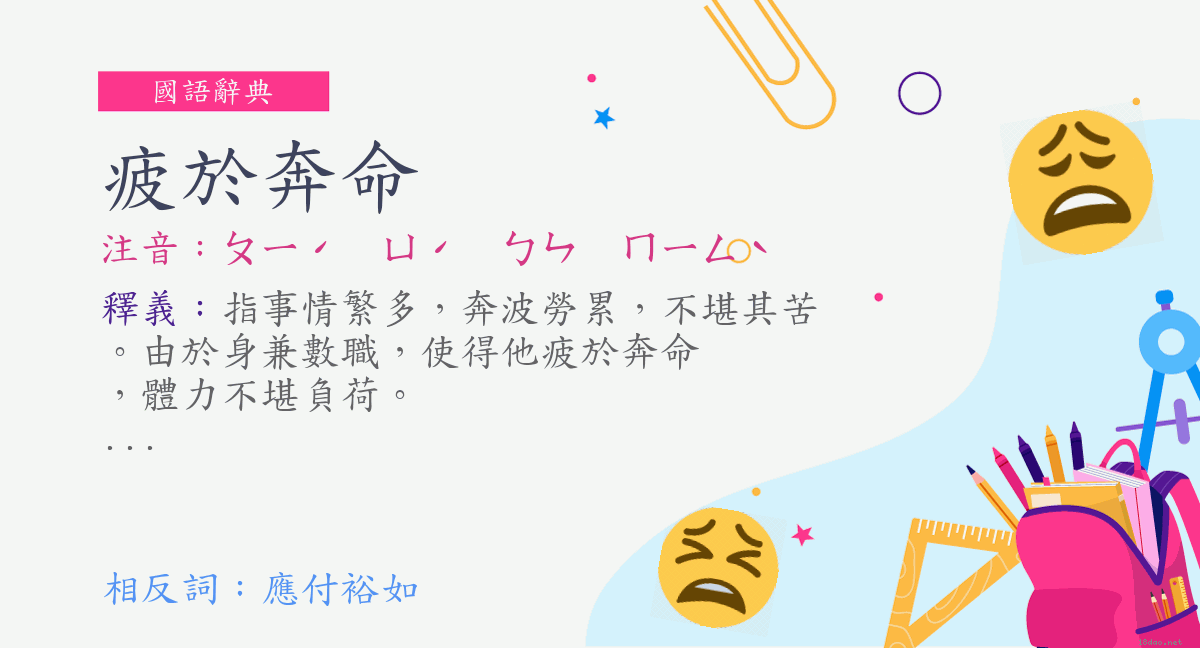 國語辭典
疲於奔命
注音：ㄆㄧˊ ㄩˊ ㄅㄣ ㄇㄧㄥˋ
釋義：指事情繁多，奔波勞累，不堪其苦
。由於身兼數職，使得他疲於奔命
，體力不堪負荷。
...
相反詞：應付裕如
18dao.net